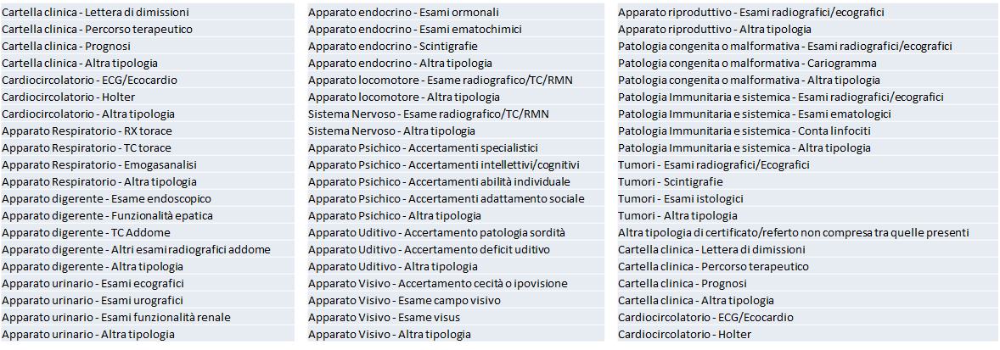 Cartella clinica - Lettera di dimissioni
Cartella clinica - Percorso terapeutico
Cartella clinica - Prognosi
Cartella clinica - Altra tipologia
Cardiocircolatorio - ECG/Ecocardio
Cardiocircolatorio - Holter
Cardiocircolatorio - Altra tipologia
Apparato Respiratorio - RX torace
Apparato Respiratorio - TC torace
Apparato Respiratorio - Emogasanalisi
Apparato Respiratorio - Altra tipologia
Apparato digerente - Esame endoscopico
Apparato digerente - Funzionalità epatica
Apparato digerente - TC Addome
Apparato digerente - Altri esami radiografici addome
Apparato digerente - Altra tipologia
Apparato urinario - Esami ecografici
Apparato urinario - Esami urografici
Apparato urinario - Esami funzionalità renale
Apparato urinario - Altra tipologia
Apparato endocrino - Esami ormonali
Apparato endocrino - Esami ematochimici
Apparato endocrino - Scintigrafie
Apparato endocrino - Altra tipologia
Apparato locomotore - Esame radiografico/TC/RMN
Apparato locomotore - Altra tipologia
Sistema Nervoso - Esame radiografico/TC/RMN
Sistema Nervoso - Altra tipologia
Apparato Psichico - Accertamenti specialistici
Apparato Psichico - Accertamenti intellettivi/cognitivi
Apparato Psichico - Accertamenti abilità individuale
Apparato Psichico - Accertamenti adattamento sociale
Apparato Psichico - Altra tipologia
Apparato Uditivo - Accertamento patologia sordità
Apparato Uditivo - Accertamento deficit uditivo
Apparato Uditivo - Altra tipologia
Apparato Visivo - Accertamento cecità o ipovisione
Apparato Visivo - Esame campo visivo
Apparato Visivo - Esame visus
Apparato Visivo - Altra tipologia
Apparato riproduttivo - Esami radiografici/ecografici
Apparato riproduttivo - Altra tipologia
Patologia congenita o malformativa - Esami radiografici/ecografici
Patologia congenita o malformativa - Cariogramma
Patologia congenita o malformativa - Altra tipologia
Patologia Immunitaria e sistemica - Esami radiografici/ecografici
Patologia Immunitaria e sistemica - Esami ematologici
Patologia Immunitaria e sistemica - Conta linfociti
Patologia Immunitaria e sistemica - Altra tipologia
Tumori - Esami radiografici/Ecografici
Tumori - Scintigrafie
Tumori - Esami istologici
Tumori - Altra tipologia
Altra tipologia di certificato/referto non compresa tra quelle presenti
Cartella clinica - Lettera di dimissioni
Cartella clinica - Percorso terapeutico
Cartella clinica - Prognosi
Cartella clinica - Altra tipologia
Cardiocircolatorio - ECG/Ecocardio
Cardiocircolatorio - Holter